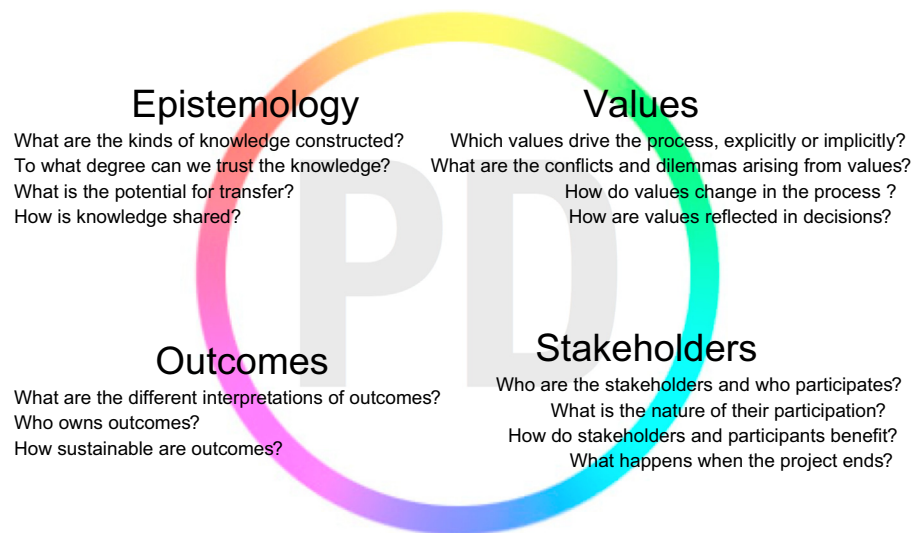 Epistemology
What are the kinds of knowledge constructed?
To what degree can we trust the knowledge?
What is the potential for transfer?
How is knowledge shared?
Values
Which values drive the process, explicitly or implicitly?
What are the conflicts and dilemmas arising from values?
How do values change in the process ?
How are values reflected in decisions?
PD
Outcomes
What are the different interpretations of outcomes?
Who owns outcomes?
How sustainable are outcomes?
Stakeholders
Who are the stakeholders and who participates?
What is the nature of their participation?
How do stakeholders and participants benefit?
What happens when the project ends?